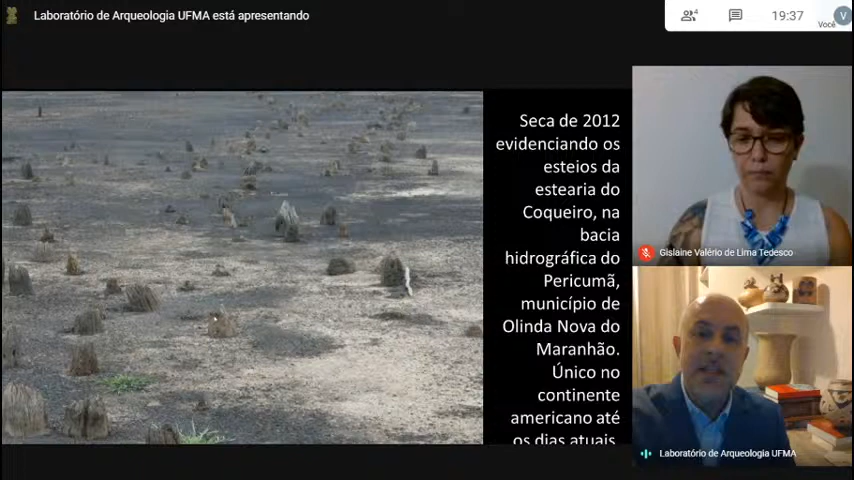 Laboratório de Arqueologia UFMA está apresentando
4
19:37
V
Você
Seca de 2012
evidenciando os
esteios da
estearia do
Coqueiro, na
bacia
hidrográfica do
Pericumã,
município de
Olinda Nova do
Maranhão.
Único no
continente
americano até
os dias atuais.
Gislaine Valério de Lima Tedesco
Laboratório de Arqueologia UFMA